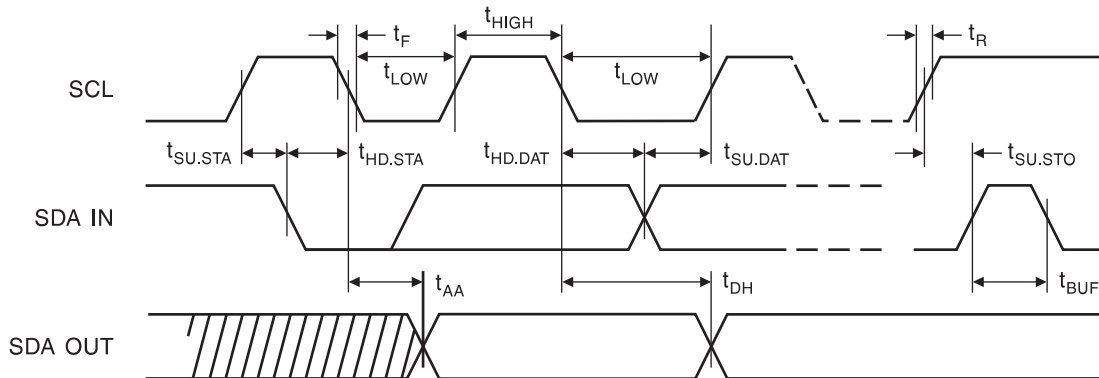 t_F
t_HIGH
t_R
SCL
t_LOW
t_LOW
t_SU.STA
t_HD.STA
t_HD.DAT
t_SU.DAT
t_SU.STO
SDA IN
t_AA
t_DH
t_BUF
SDA OUT